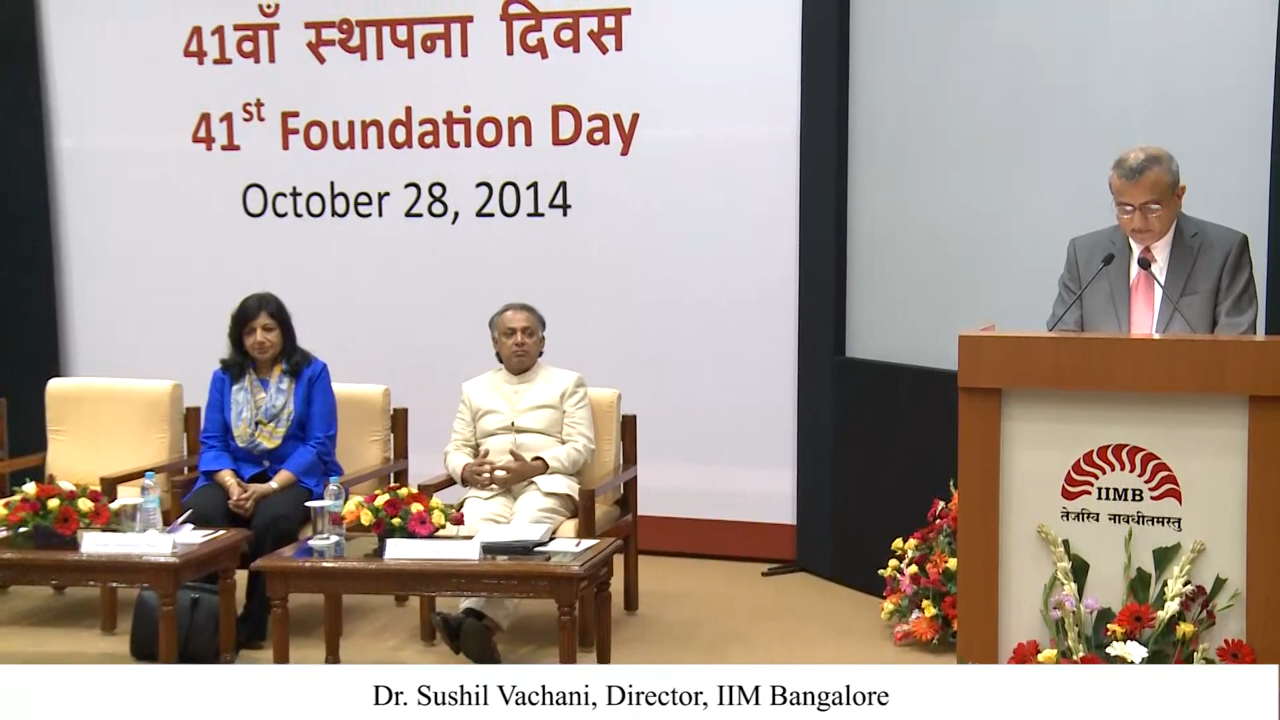 41वाँ स्थापना दिवस
41st Foundation Day
October 28, 2014
IIMB
तेजस्वि नावधीतमस्तु
Dr. Sushil Vachani, Director, IIM Bangalore